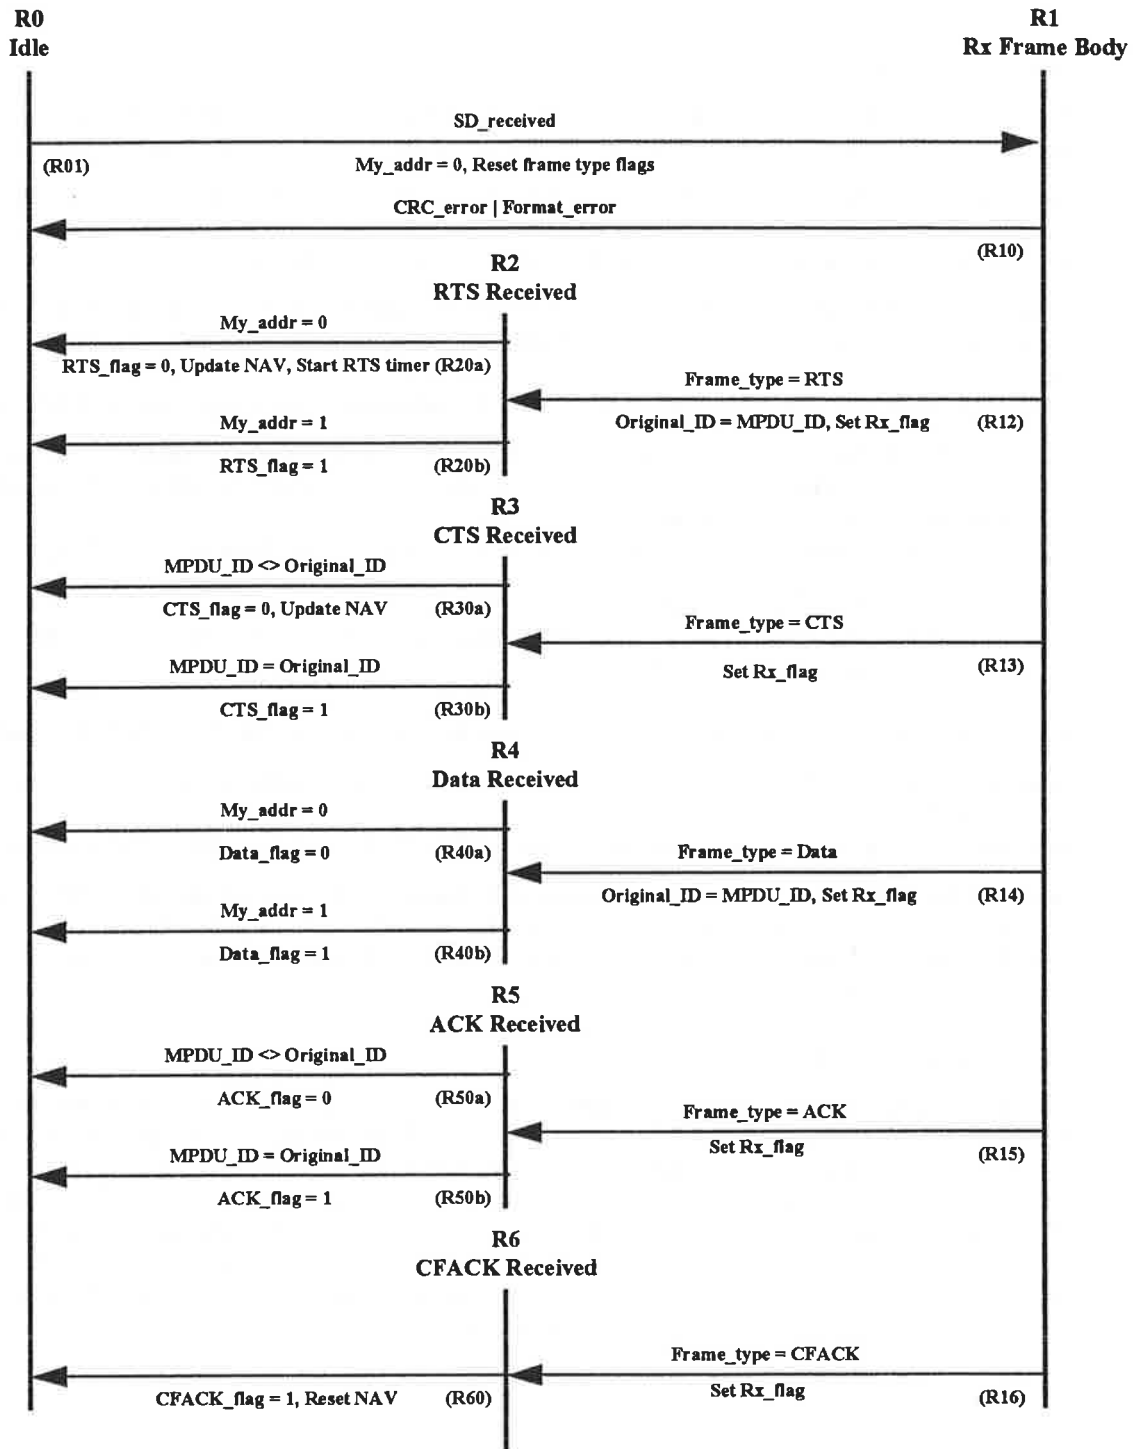 R0
Idle
R1
Rx Frame Body
SD_received
(R01)
My_addr = 0, Reset frame type flags
CRC_error | Format_error
(R10)
R2
RTS Received
My_addr = 0
RTS_flag = 0, Update NAV, Start RTS timer (R20a)
Frame_type = RTS
Original_ID = MPDU_ID, Set Rx_flag
(R12)
My_addr = 1
RTS_flag = 1
(R20b)
R3
CTS Received
MPDU_ID <> Original_ID
CTS_flag = 0, Update NAV
(R30a)
Frame_type = CTS
Set Rx_flag
(R13)
MPDU_ID = Original_ID
CTS_flag = 1
(R30b)
R4
Data Received
My_addr = 0
Data_flag = 0
(R40a)
Frame_type = Data
Original_ID = MPDU_ID, Set Rx_flag
(R14)
My_addr = 1
Data_flag = 1
(R40b)
R5
ACK Received
MPDU_ID <> Original_ID
ACK_flag = 0
(R50a)
Frame_type = ACK
Set Rx_flag
(R15)
MPDU_ID = Original_ID
ACK_flag = 1
(R50b)
R6
CFACK Received
Frame_type = CFACK
Set Rx_flag
(R16)
CFACK_flag = 1, Reset NAV
(R60)